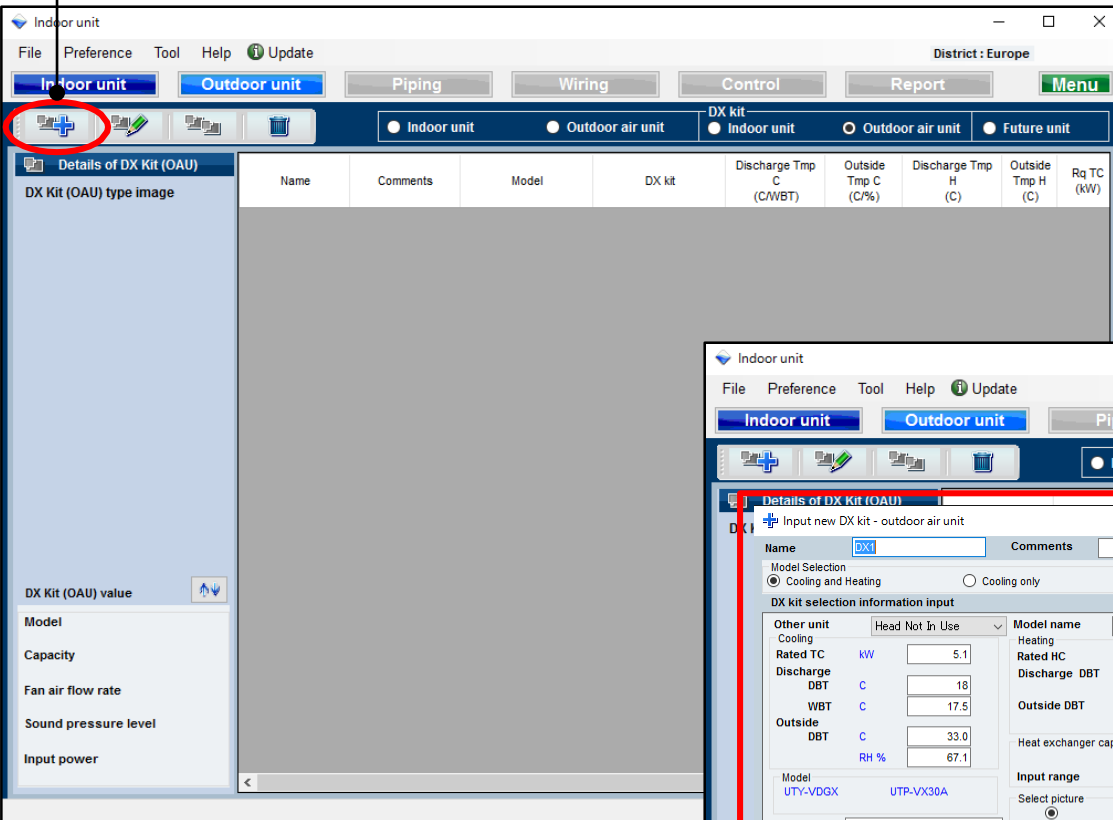 Indoor unit
File Preference Tool Help Update
District : Europe
Indoor unit Outdoor unit Piping Wiring Control Report Menu
Indoor unit Outdoor air unit
DX kit
Indoor unit Outdoor air unit Future unit
Details of DX Kit (OAU)
DX Kit (OAU) type image
Name Comments Model DX kit
Discharge Tmp
C
(C/WBT)
Outside
Tmp C
(C/%)
Discharge Tmp
H
(C)
Outside
Tmp H
(C)
Rq TC
(kW)
DX Kit (OAU) value
Model
Capacity
Fan air flow rate
Sound pressure level
Input power
Indoor unit
File Preference Tool Help Update
Indoor unit Outdoor unit
Details of DX Kit (OAU)
Input new DX kit - outdoor air unit
Name DX1 Comments
Model Selection
Cooling and Heating Cooling only
DX kit selection information input
Other unit Head Not In Use Model name
Cooling
Rated TC kW 5.1
Discharge
DBT C 18
WBT C 17.5
Outside
DBT C 33.0
RH % 67.1
Heating
Rated HC
Discharge DBT
Outside DBT
Heat exchanger
Model
UTY-VDGX UTP-VX30A
Input range
Select picture